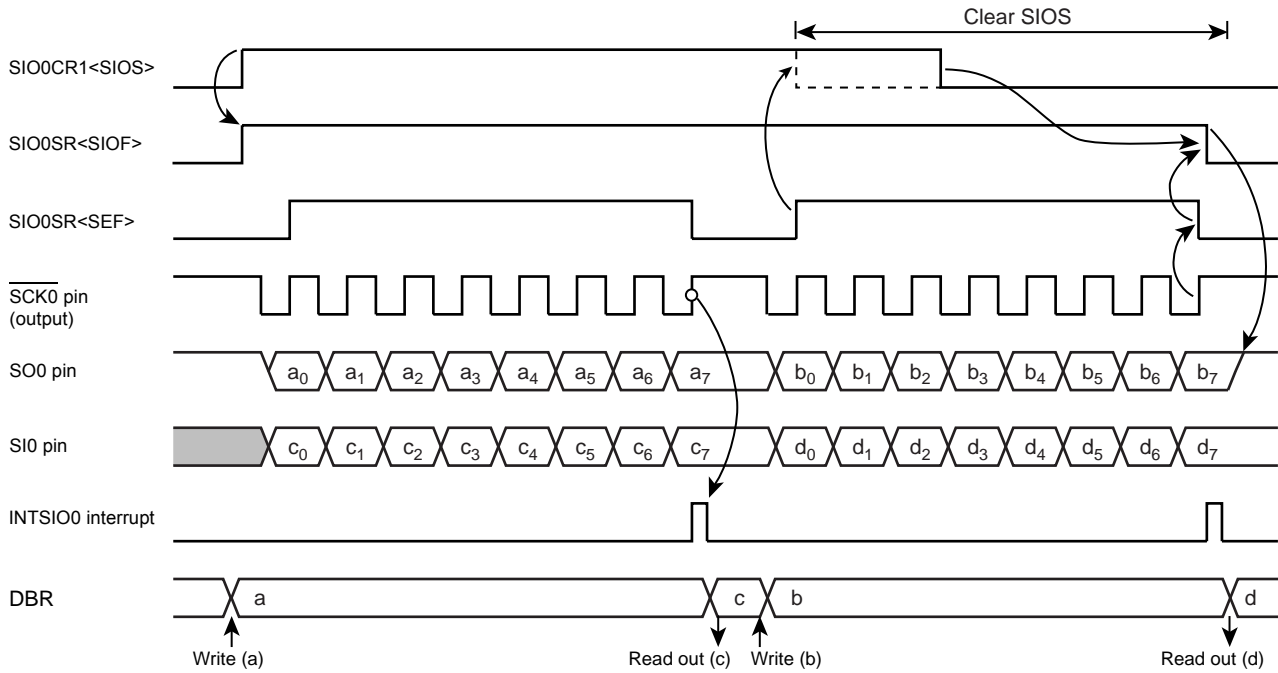 Clear SIOS
SIO0CR1<SIOS>
SIO0SR<SIOF>
SIO0SR<SEF>
SCK0 pin
(output)
SO0 pin
a0 a1 a2 a3 a4 a5 a6 a7 b0 b1 b2 b3 b4 b5 b6 b7
SI0 pin
c0 c1 c2 c3 c4 c5 c6 c7 d0 d1 d2 d3 d4 d5 d6 d7
INTSIO0 interrupt
DBR a c b d
Write (a) Read out (c) Write (b) Read out (d)